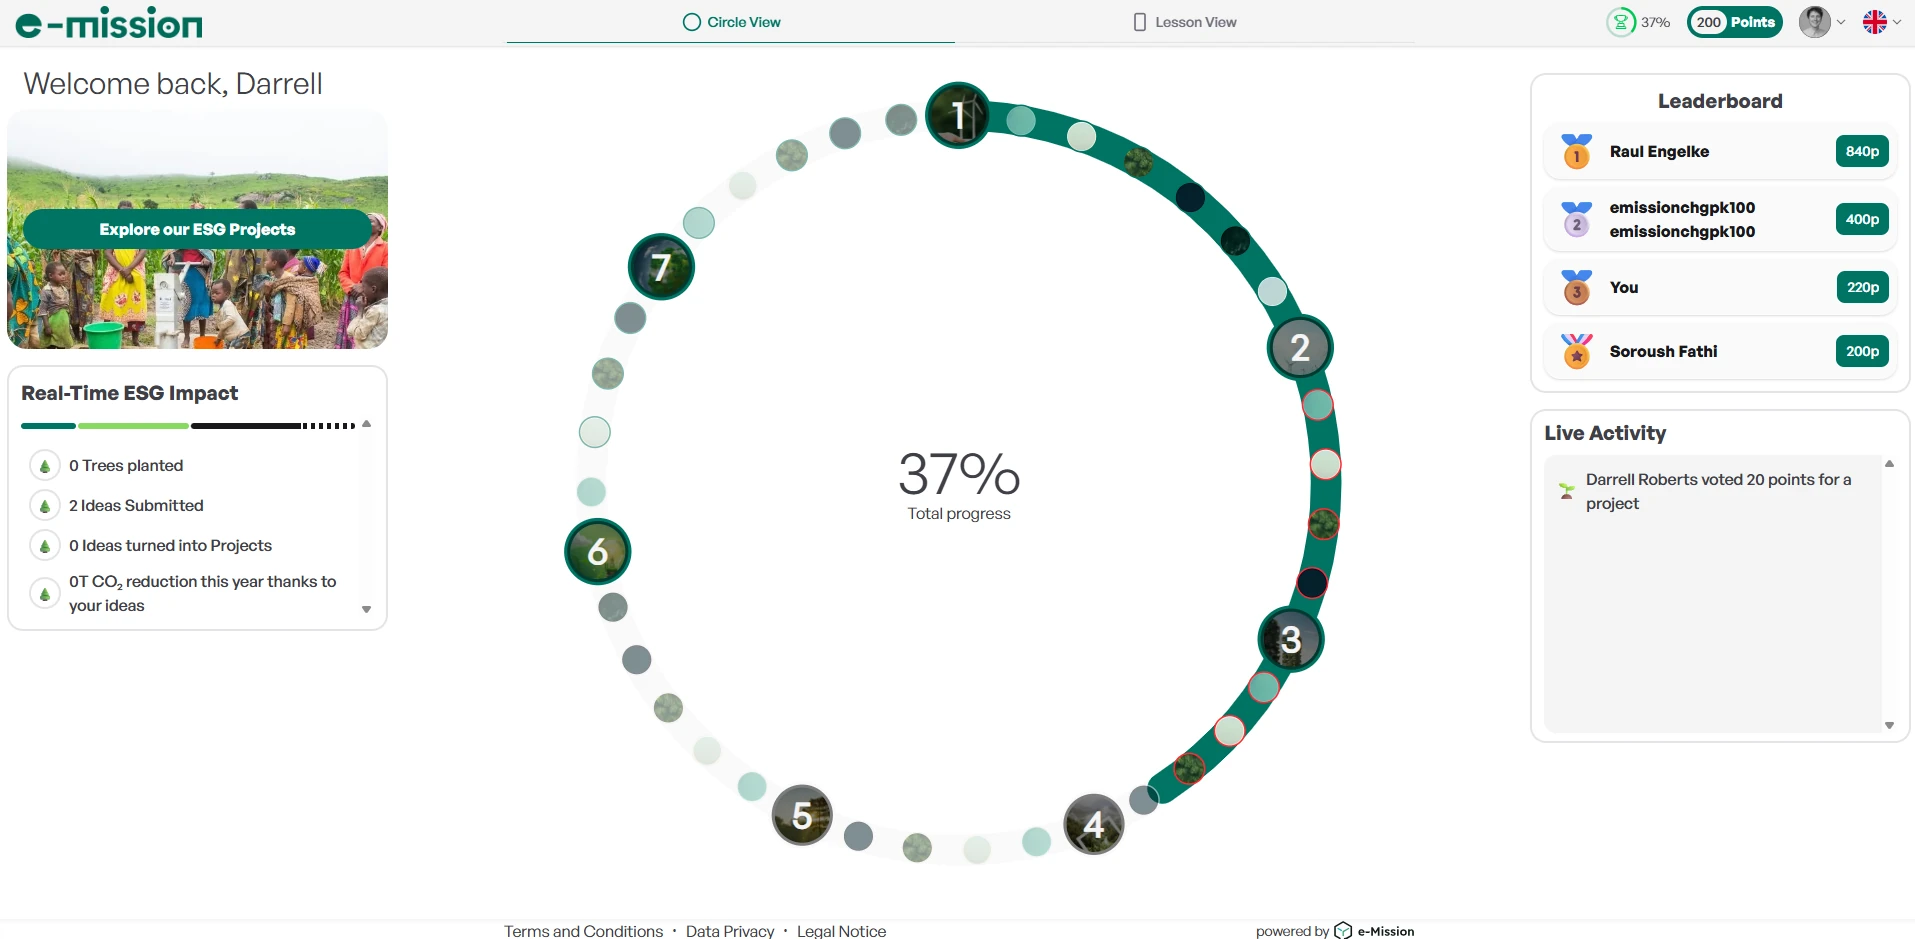 e-mission
Circle View
Lesson View
37%
200 Points
Welcome back, Darrell
Explore our ESG Projects
Real-Time ESG Impact
0 Trees planted
2 Ideas Submitted
0 Ideas turned into Projects
0T CO₂ reduction this year thanks to
your ideas
1
2
3
4
5
6
7
37%
Total progress
Leaderboard
1 Raul Engelke 840p
2 emissionchgpk100
emissionchgpk100 400p
3 You 220p
Soroush Fathi 200p
Live Activity
Darrell Roberts voted 20 points for a
project
Terms and Conditions • Data Privacy • Legal Notice
powered by e-Mission